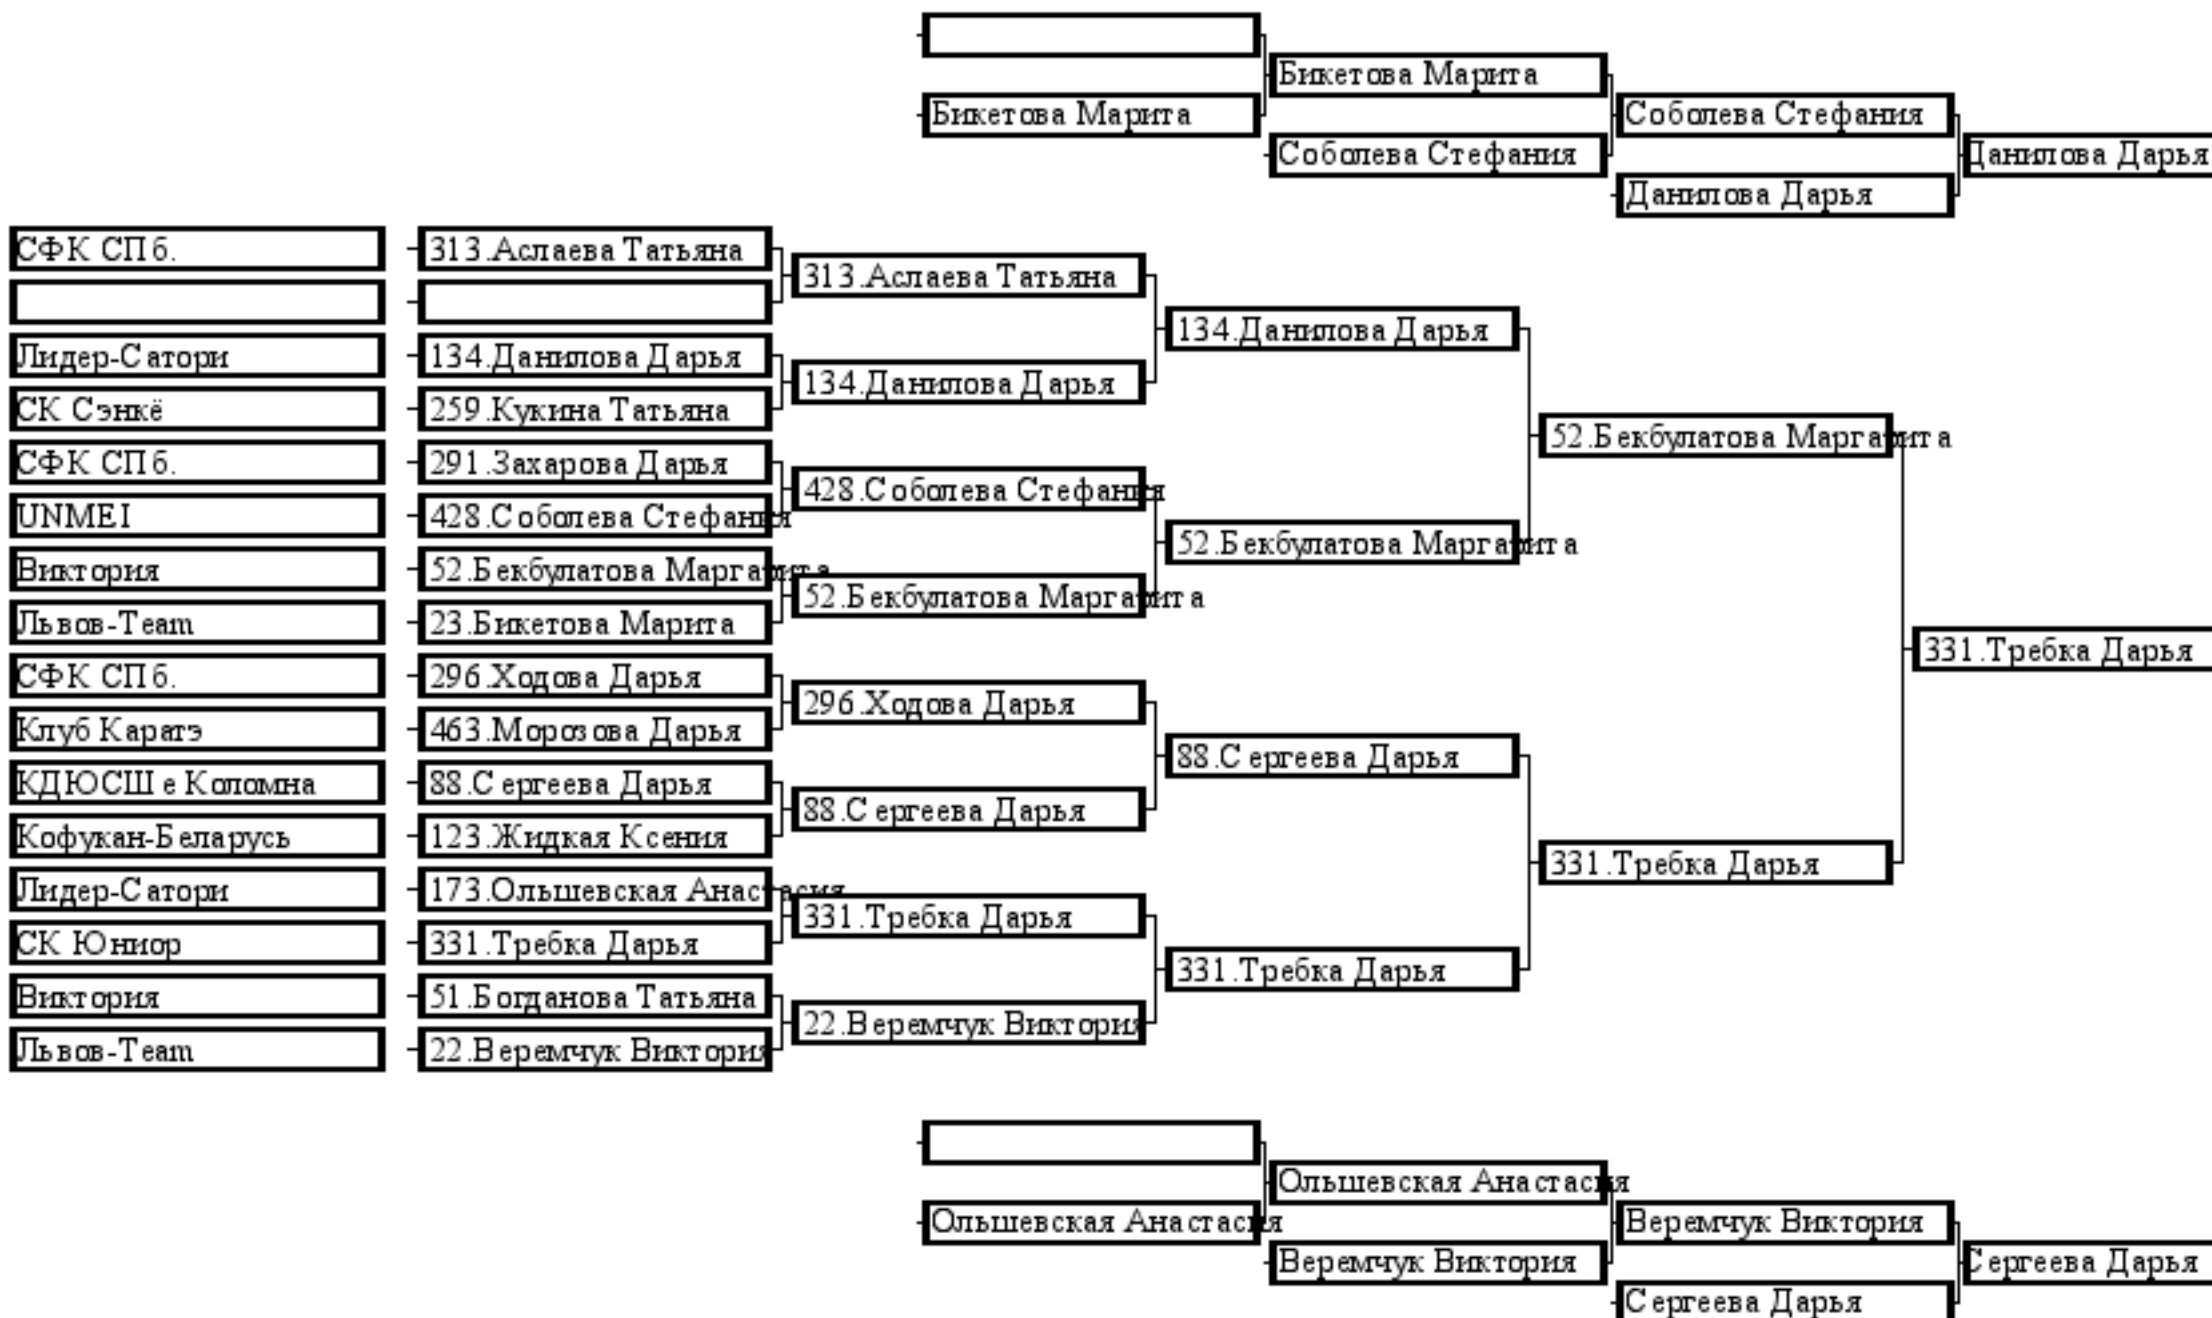 Бикетова Марита
Бикетова Марита
Соболева Стефания
Соболева Стефания
Данилова Дарья
Данилова Дарья
СФК СПб.
313.Аслаева Татьяна
313.Аслаева Татьяна
134.Данилова Дарья
Лидер-Сатори
134.Данилова Дарья
134.Данилова Дарья
СК Сэнкё
259.Кукина Татьяна
52.Бекбулатова Маргарита
СФК СПб.
291.Захарова Дарья
428.Соболева Стефания
UNMEI
428.Соболева Стефания
52.Бекбулатова Маргарита
Виктория
52.Бекбулатова Маргарита
52.Бекбулатова Маргарита
Львов-Team
23.Бикетова Марита
331.Требка Дарья
СФК СПб.
296.Ходова Дарья
296.Ходова Дарья
Клуб Каратэ
463.Морозова Дарья
88.Сергеева Дарья
КДЮСШ е Коломна
88.Сергеева Дарья
88.Сергеева Дарья
Кофукан-Беларусь
123.Жидкая Ксения
331.Требка Дарья
Лидер-Сатори
173.Ольшевская Анастасия
331.Требка Дарья
СК Юниор
331.Требка Дарья
331.Требка Дарья
Виктория
51.Богданова Татьяна
22.Веремчук Виктория
Львов-Team
22.Веремчук Виктория
Ольшевская Анастасия
Ольшевская Анастасия
Веремчук Виктория
Веремчук Виктория
Сергеева Дарья
Сергеева Дарья